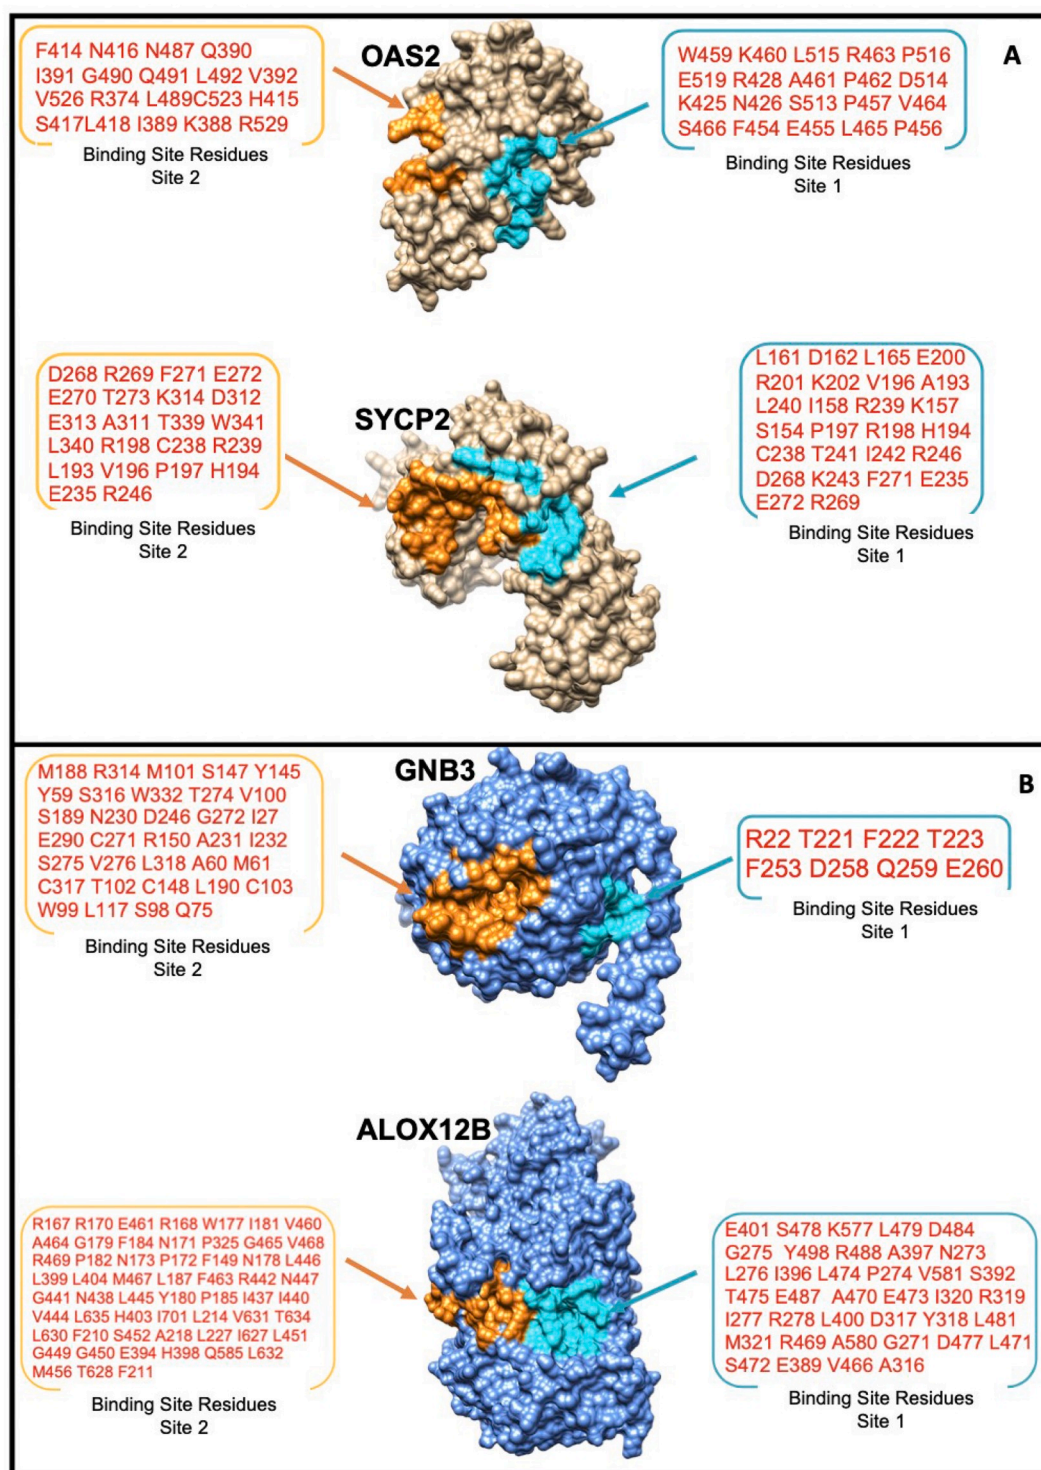 A
OAS2
F414 N416 N487 Q390
I391 G490 Q491 L492 V392
V526 R374 L489C523 H415
S417L418 I389 K388 R529
Binding Site Residues
Site 2
W459 K460 L515 R463 P516
E519 R428 A461 P462 D514
K425 N426 S513 P457 V464
S466 F454 E455 L465 P456
Binding Site Residues
Site 1
SYCP2
D268 R269 F271 E272
E270 T273 K314 D312
E313 A311 T339 W341
L340 R198 C238 R239
L193 V196 P197 H194
E235 R246
Binding Site Residues
Site 2
L161 D162 L165 E200
R201 K202 V196 A193
L240 I158 R239 K157
S154 P197 R198 H194
C238 T241 I242 R246
D268 K243 F271 E235
E272 R269
Binding Site Residues
Site 1
B
GNB3
M188 R314 M101 S147 Y145
Y59 S316 W332 T274 V100
S189 N230 D246 G272 I27
E290 C271 R150 A231 I232
S275 V276 L318 A60 M61
C317 T102 C148 L190 C103
W99 L117 S98 Q75
Binding Site Residues
Site 2
R22 T221 F222 T223
F253 D258 Q259 E260
Binding Site Residues
Site 1
ALOX12B
R167 R170 E461 R168 W177 I181 V460
A464 G179 F184 N171 P325 G465 V468
R469 P182 N173 P172 F149 N178 L446
L399 L404 M467 L187 F463 R442 N447
G441 N438 L445 Y180 P185 I437 I440
V444 L635 H403 I701 L214 V631 T634
L630 F210 S452 A218 L227 I627 L451
G449 G450 E394 H398 Q585 L632
M456 T628 F211
Binding Site Residues
Site 2
E401 S478 K577 L479 D484
G275 Y498 R488 A397 N273
L276 I396 L474 P274 V581 S392
T475 E487 A470 E473 I320 R319
I277 R278 L400 D317 Y318 L481
M321 R469 A580 G271 D477 L471
S472 E389 V466 A316
Binding Site Residues
Site 1